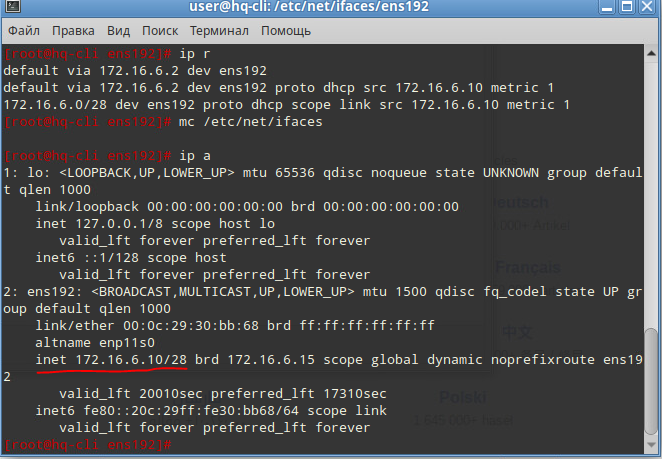 user@hq-cli: /etc/net/ifaces/ens192
Файл Правка Вид Поиск Терминал Помощь
[root@hq-cli ens192]# ip r
default via 172.16.6.2 dev ens192
default via 172.16.6.2 dev ens192 proto dhcp src 172.16.6.10 metric 1
172.16.6.0/28 dev ens192 proto dhcp scope link src 172.16.6.10 metric 1
[root@hq-cli ens192]# mc /etc/net/ifaces
[root@hq-cli ens192]# ip a
1: lo: <LOOPBACK,UP,LOWER_UP> mtu 65536 qdisc noqueue state UNKNOWN group defaul
t qlen 1000
link/loopback 00:00:00:00:00:00 brd 00:00:00:00:00:00
inet 127.0.0.1/8 scope host lo
valid_lft forever preferred_lft forever
inet6 ::1/128 scope host
valid_lft forever preferred_lft forever
2: ens192: <BROADCAST,MULTICAST,UP,LOWER_UP> mtu 1500 qdisc fq_codel state UP gr
oup default qlen 1000
link/ether 00:0c:29:30:bb:68 brd ff:ff:ff:ff:ff:ff
altname enp11s0
inet 172.16.6.10/28 brd 172.16.6.15 scope global dynamic noprefixroute ens19
2
valid_lft 20010sec preferred_lft 17310sec
inet6 fe80::20c:29ff:fe30:bb68/64 scope link
valid_lft forever preferred_lft forever
[root@hq-cli ens192]#
Français
中文
Polski